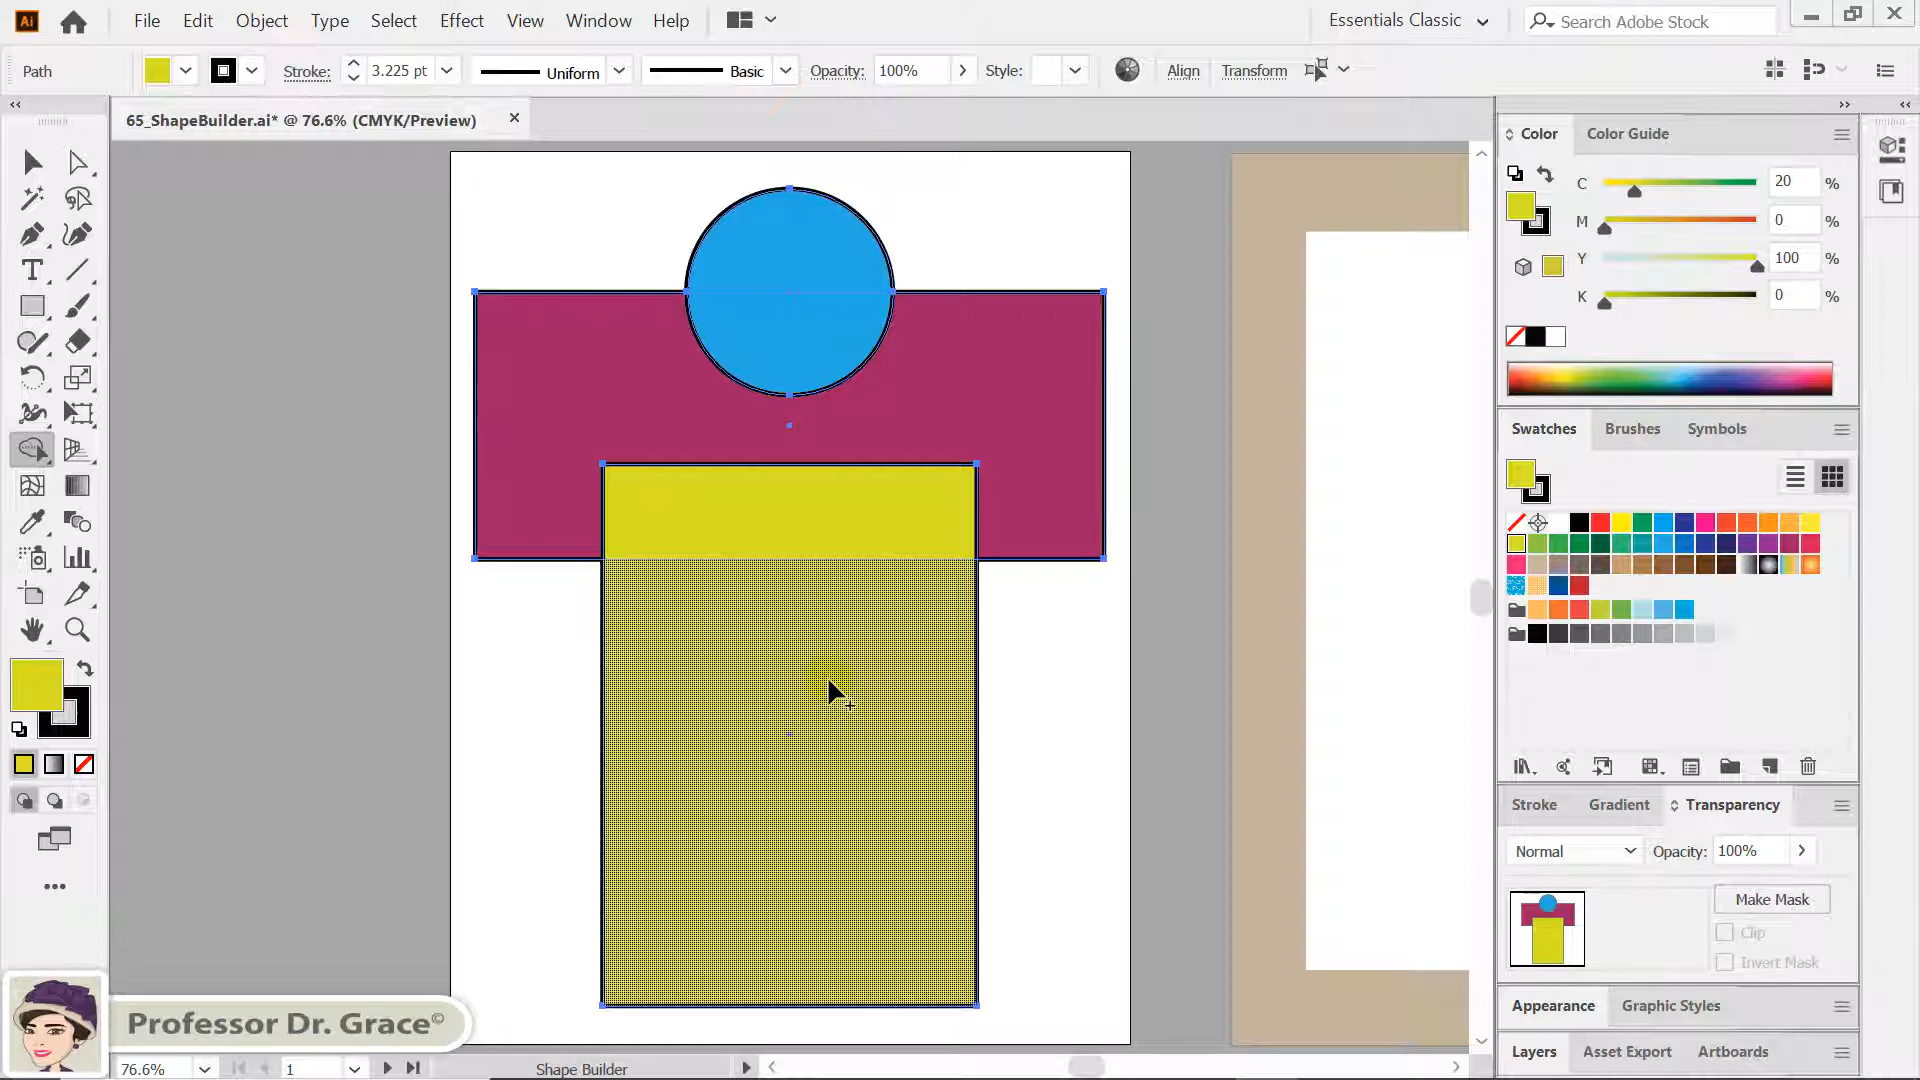 Ai File Edit Object Type Select Effect View Window Help Essentials Classic Search Adobe Stock
Path Stroke: 3.225 pt Uniform Basic Opacity: 100% Style: Align Transform
65_ShapeBuilder.ai* @ 76.6% (CMYK/Preview)
Color Color Guide
C 20 %
M 0 %
Y 100 %
K 0 %
Swatches Brushes Symbols
Stroke Gradient Transparency
Normal Opacity: 100%
Make Mask
Clip
Invert Mask
Appearance Graphic Styles
Layers Asset Export Artboards
Professor Dr. Grace©
76.6% 1 Shape Builder